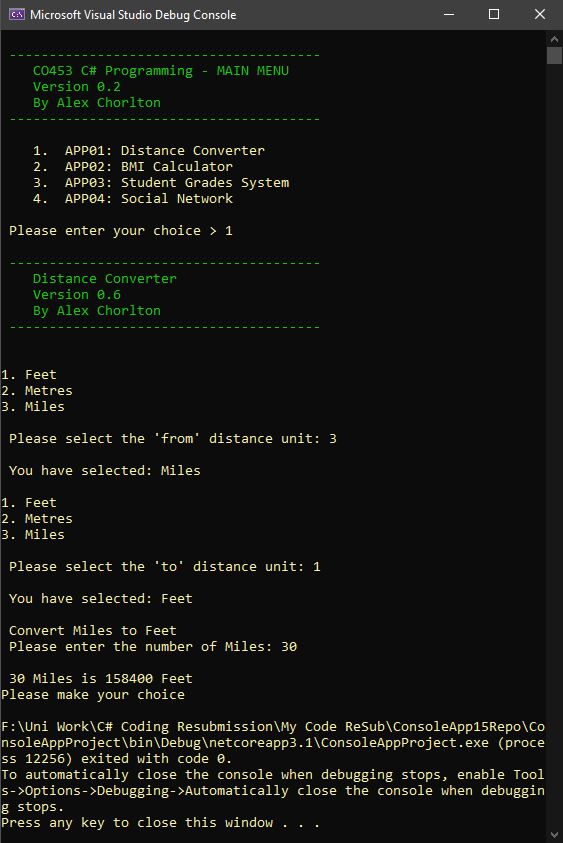 Microsoft Visual Studio Debug Console
---------------------------------------
CO453 C# Programming - MAIN MENU
Version 0.2
By Alex Chorlton
---------------------------------------
1.  APP01: Distance Converter
2.  APP02: BMI Calculator
3.  APP03: Student Grades System
4.  APP04: Social Network
Please enter your choice > 1
---------------------------------------
Distance Converter
Version 0.6
By Alex Chorlton
---------------------------------------
1. Feet
2. Metres
3. Miles
Please select the 'from' distance unit: 3
You have selected: Miles
1. Feet
2. Metres
3. Miles
Please select the 'to' distance unit: 1
You have selected: Feet
Convert Miles to Feet
Please enter the number of Miles: 30
30 Miles is 158400 Feet
Please make your choice
F:\Uni Work\C# Coding Resubmission\My Code ReSub\ConsoleApp15Repo\Co
nsoleAppProject\bin\Debug\netcoreapp3.1\ConsoleAppProject.exe (proce
ss 12256) exited with code 0.
To automatically close the console when debugging stops, enable Tool
s->Options->Debugging->Automatically close the console when debuggin
g stops.
Press any key to close this window . . .